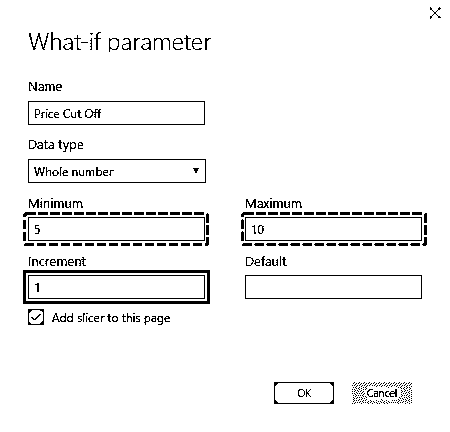 What-if parameter
Name
Price Cut Off
Data type
Whole number
Minimum
Maximum
5
10
Increment
Default
1
Add slicer to this page
OK
Cancel